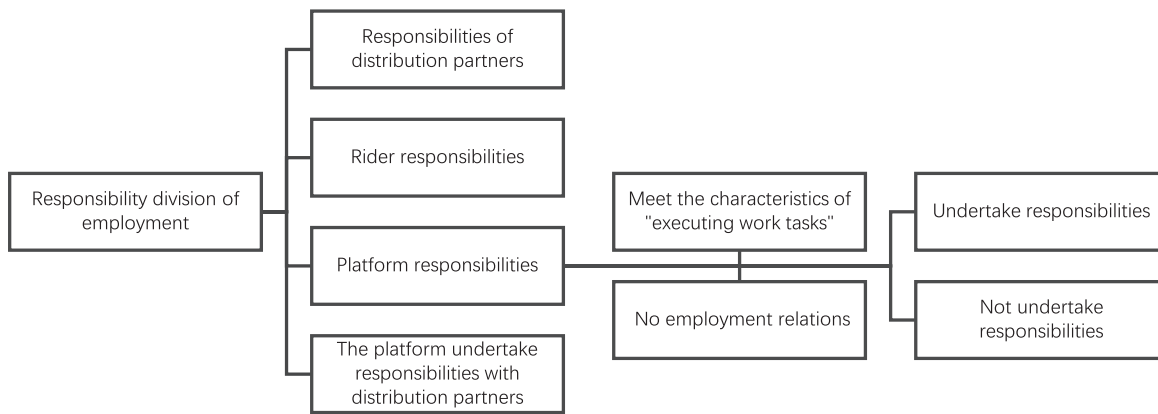 Responsibility division of
employment
Responsibilities of
distribution partners
Rider responsibilities
Platform responsibilities
The platform undertake
responsibilities with
distribution partners
Meet the characteristics of
"executing work tasks"
No employment relations
Undertake responsibilities
Not undertake
responsibilities